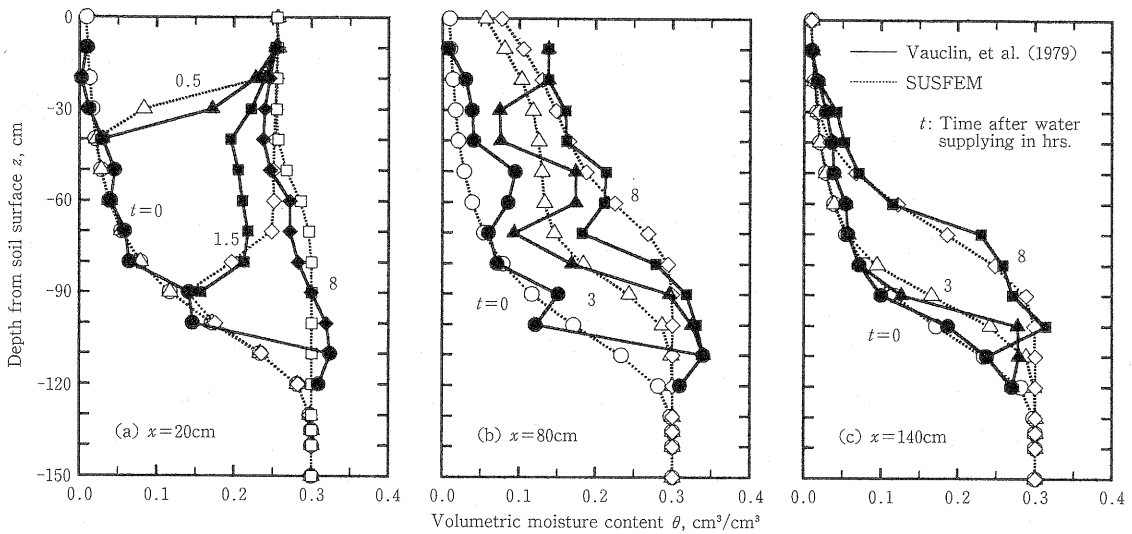 0
-30
-60
-90
-120
-150
Depth from soil surface z, cm
0.5
t=0
1.5
8
(a) x=20cm
0.0 0.1 0.2 0.3 0.4
8
t=0
3
(b) x=80cm
0.0 0.1 0.2 0.3 0.4
Vauclin, et al. (1979)
SUSFEM
t: Time after water
supplying in hrs.
8
3
t=0
(c) x=140cm
0.0 0.1 0.2 0.3 0.4
Volumetric moisture content θ, cm³/cm³